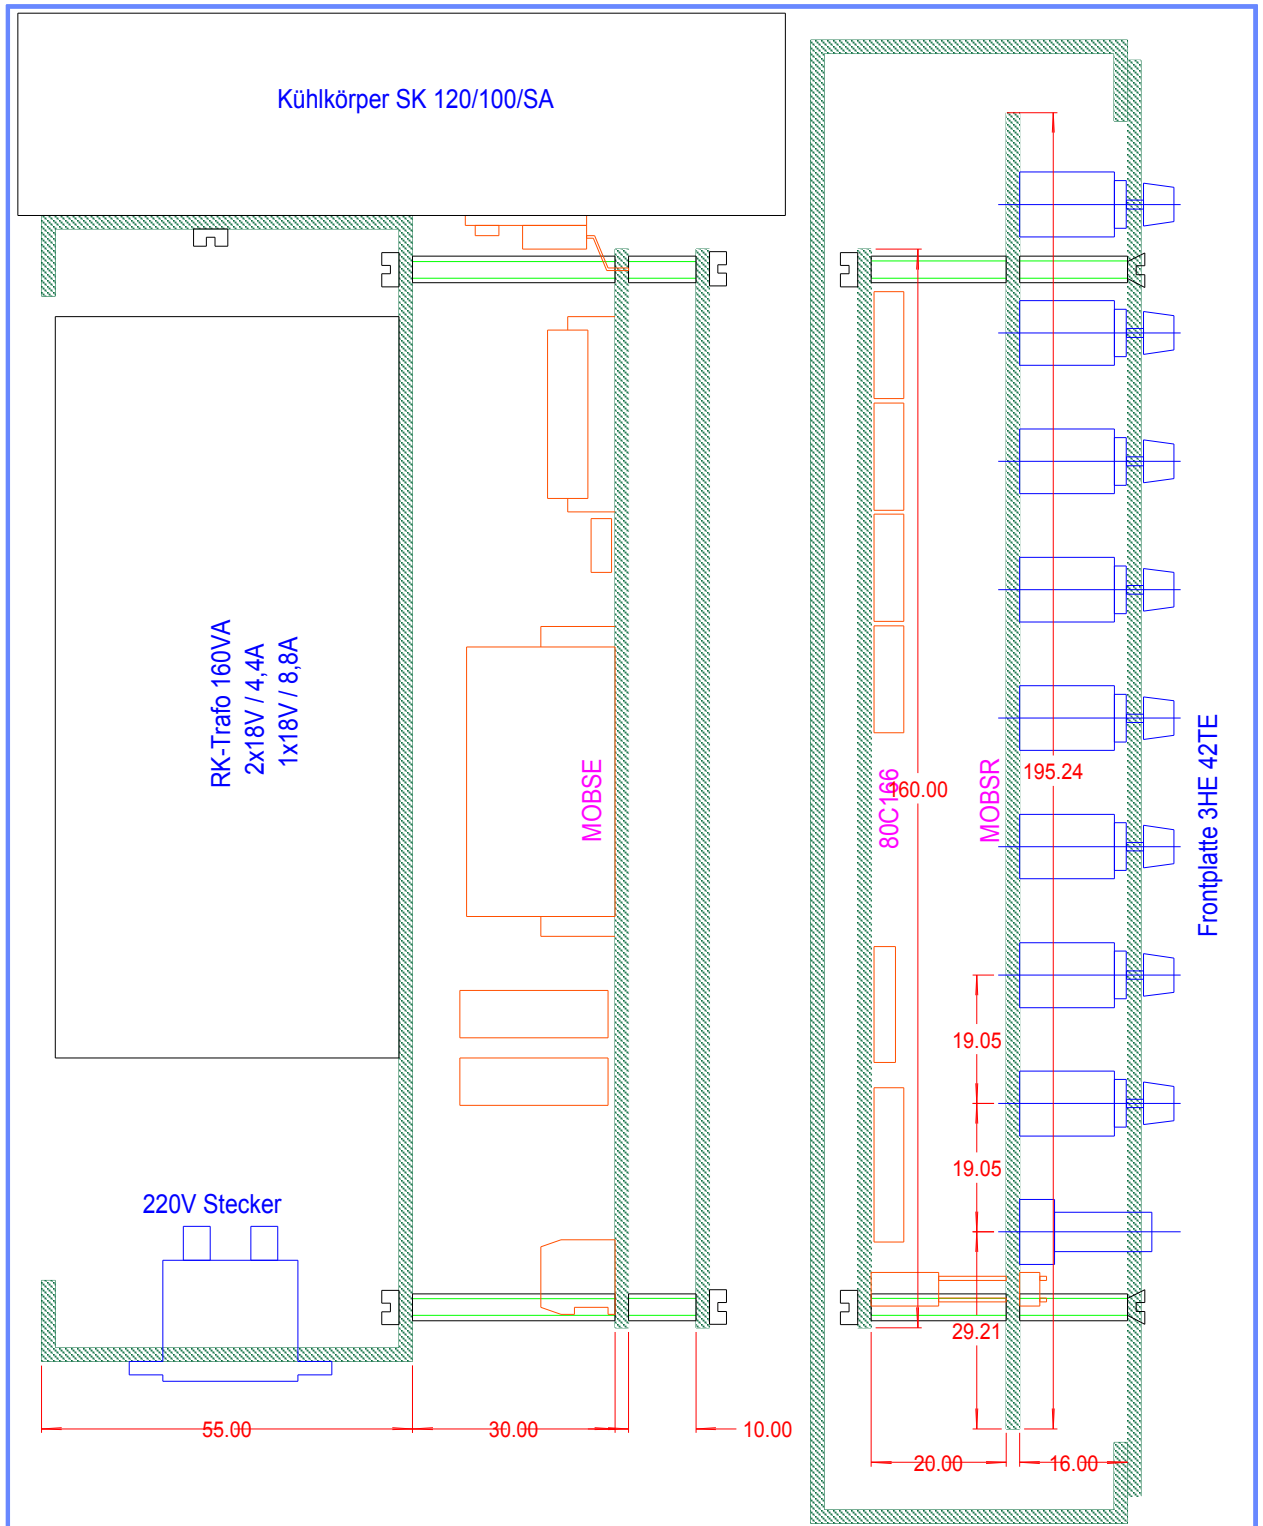 Kühlkörper SK 120/100/SA
RK-Trafo 160VA
2x18V / 4,4A
1x18V / 8,8A
MOBSE
220V Stecker
55.00
30.00
10.00
80C166
160.00
MOBSR
195.24
Frontplatte 3HE 42TE
19.05
19.05
29.21
20.00
16.00